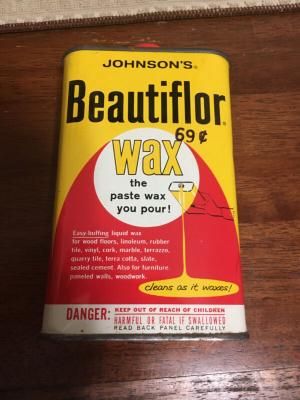 JOHNSON'S®
Beautiflor®
69¢
wax
the
paste wax
you pour!
Easy-buffing liquid wax
for wood floors, linoleum, rubber
tile, vinyl, cork, marble, terrazzo,
quarry tile, terra cotta, slate,
sealed cement. Also for furniture,
paneled walls, woodwork.
cleans as it waxes!
DANGER: KEEP OUT OF REACH OF CHILDREN
HARMFUL OR FATAL IF SWALLOWED
READ BACK PANEL CAREFULLY